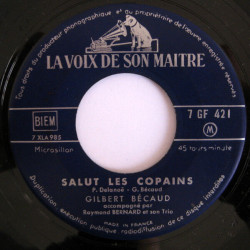 Tous droits du producteur phonographique et du propriétaire de l'œuvre enregistrée réservés.
LA VOIX DE SON MAITRE
BIEM
7 XLA 985
7 GF 421
M
Microsillon
45 tours minute
SALUT LES COPAINS
P. Delanoé - G. Bécaud
GILBERT BÉCAUD
accompagné par
Raymond BERNARD et son Trio
Duplication exécution publique et radiodiffusion de ce disque interdites
MADE IN FRANCE